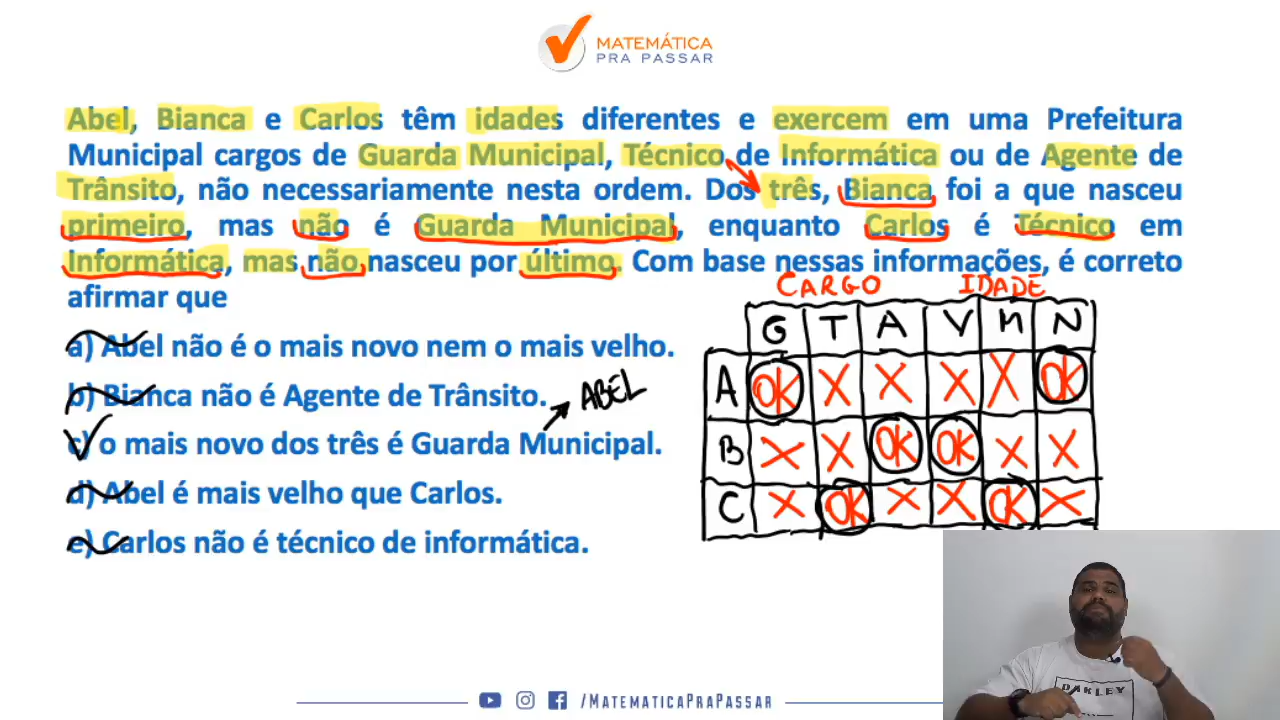 MATEMÁTICA
PRA PASSAR
Abel, Bianca e Carlos têm idades diferentes e exercem em uma Prefeitura
Municipal cargos de Guarda Municipal, Técnico de Informática ou de Agente de
Trânsito, não necessariamente nesta ordem. Dos três, Bianca foi a que nasceu
primeiro, mas não é Guarda Municipal, enquanto Carlos é Técnico em
Informática, mas não nasceu por último. Com base nessas informações, é correto
afirmar que
a) Abel não é o mais novo nem o mais velho.
b) Bianca não é Agente de Trânsito.
ABEL
c) o mais novo dos três é Guarda Municipal.
d) Abel é mais velho que Carlos.
e) Carlos não é técnico de informática.
CARGO IDADE
G T A V M N
A OK X X X X OK
B X X OK OK X X
C X OK X X OK X
OAKLEY
/MATEMATICAPRAPASSAR